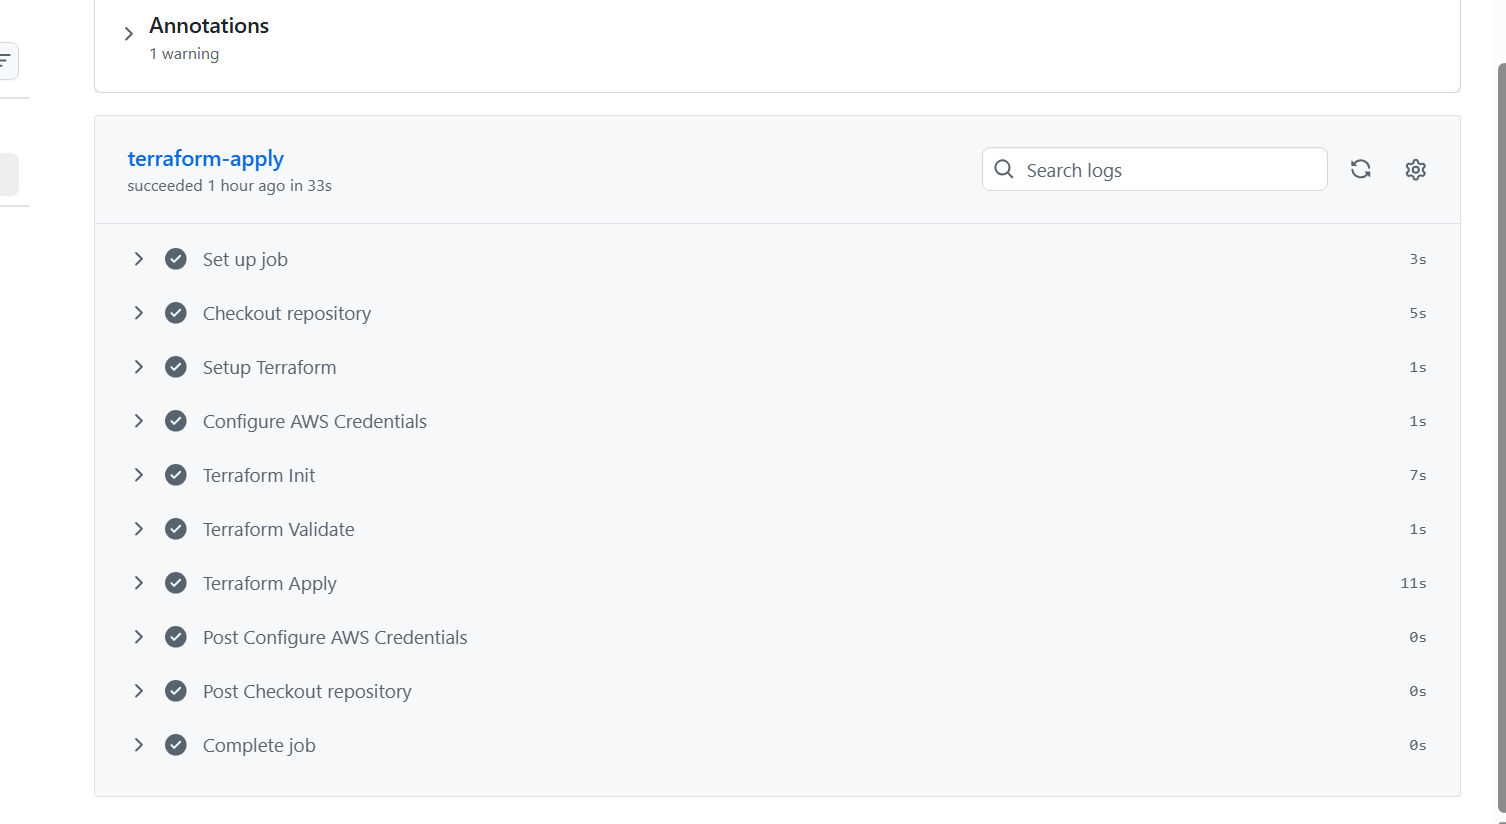 Annotations
1 warning
terraform-apply
succeeded 1 hour ago in 33s
Search logs
Set up job 3s
Checkout repository 5s
Setup Terraform 1s
Configure AWS Credentials 1s
Terraform Init 7s
Terraform Validate 1s
Terraform Apply 11s
Post Configure AWS Credentials 0s
Post Checkout repository 0s
Complete job 0s